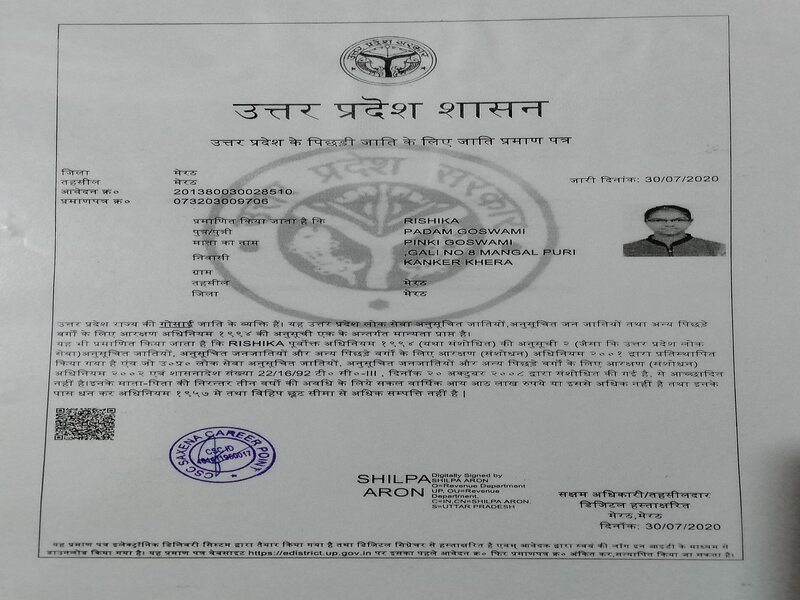 उत्तर प्रदेश सरकार
उत्तर प्रदेश शासन
उत्तर प्रदेश के पिछड़ी जाति के लिए जाति प्रमाण पत्र
जिला मेरठ
तहसील मेरठ
आवेदन क्र० 201380030028510
प्रमाणपत्र क्र० 073203009706
जारी दिनांक: 30/07/2020
प्रमाणित किया जाता है कि RISHIKA
पुत्र/पुत्री PADAM GOSWAMI
माता का नाम PINKI GOSWAMI
निवासी ,GALI NO 8 MANGAL PURI
KANKER KHERA
ग्राम
तहसील मेरठ
जिला मेरठ
उत्तर प्रदेश राज्य की गोसाई जाति के व्यक्ति हैं। यह उत्तर प्रदेश लोक सेवा अनुसूचित जातियों,अनुसूचित जन जातियों तथा अन्य पिछड़े
वर्गों के लिए आरक्षण अधिनियम १९९४ की अनुसूची एक के अन्तर्गत मान्यता प्राप्त है।
यह भी प्रमाणित किया जाता है कि RISHIKA पूर्वोक्त अधिनियम १९९४ (यथा संशोधित) की अनुसूची २ (जैसा कि उत्तर प्रदेश लोक
सेवा)अनुसूचित जातियों, अनुसूचित जनजातियों और अन्य पिछड़े वर्गों के लिए आरक्षण (संशोधन) अधिनियम २००१ द्वारा प्रतिस्थापित
किया गया है एंव जो उ०प्र० लोक सेवा अनुसूचित जातियों, अनुसूचित जनजातियों और अन्य पिछड़े वर्गों के लिए आरक्षण (संशोधन)
अधिनियम २००२ एवं शासनादेश संख्या 22/16/92 टी० सी०-III , दिनांक २० अक्टूबर २००८ द्वारा संशोधित की गई है, से आच्छादित
नहीं है।इनके माता-पिता की निरन्तर तीन वर्षों की अवधि के लिये सकल वार्षिक आय आठ लाख रुपये या इससे अधिक नहीं है तथा इनके
पास धन कर अधिनियम १९५७ में तथा विहित छूट सीमा से अधिक सम्पत्ति नहीं है |
CSC SAXENA CAREER POINT
CSC-ID
SHILPA ARON
Digitally Signed by
SHILPA ARON
O=Revenue Department
UP, OU=Revenue
Department,
C=IN,CN=SHILPA ARON,
S=UTTAR PRADESH
सक्षम अधिकारी/तहसीलदार
डिजिटल हस्ताक्षरित
मेरठ,मेरठ
दिनांक: 30/07/2020
यह प्रमाण पत्र इलेक्ट्रॉनिक डिलिवरी सिस्टम द्वारा तैयार किया गया है तथा डिजिटल सिग्नेचर से हस्ताक्षरित है एवम् आवेदक द्वारा स्वयं की लॉग इन आइटी के माध्यम से
डाउनलोड किया गया है। यह प्रमाण पत्र वेबसाइट https://edistrict.up.gov.in पर इसका पहले आवेदन क्र० फिर प्रमाणपत्र क्र० अंकित कर,सत्यापित किया जा सकता है।